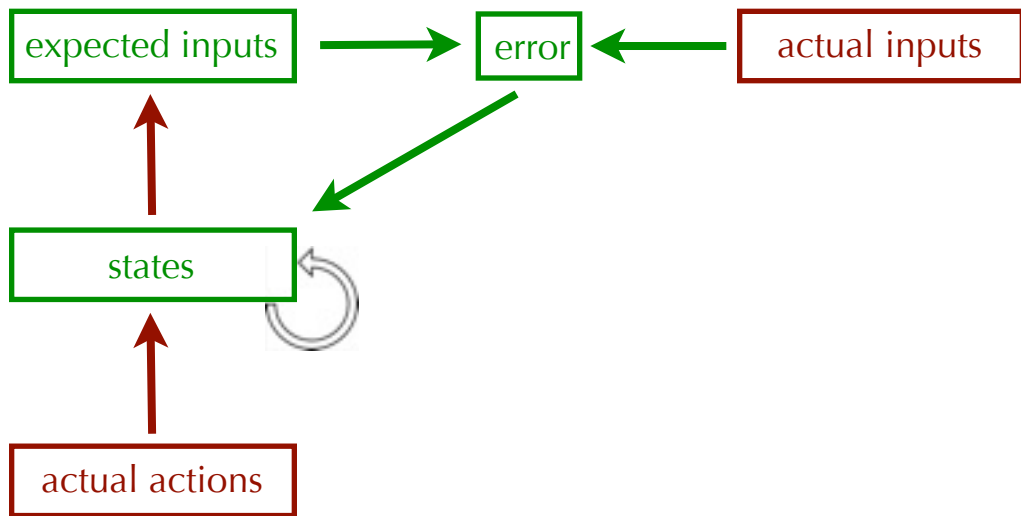 expected inputs
error
actual inputs
states
actual actions